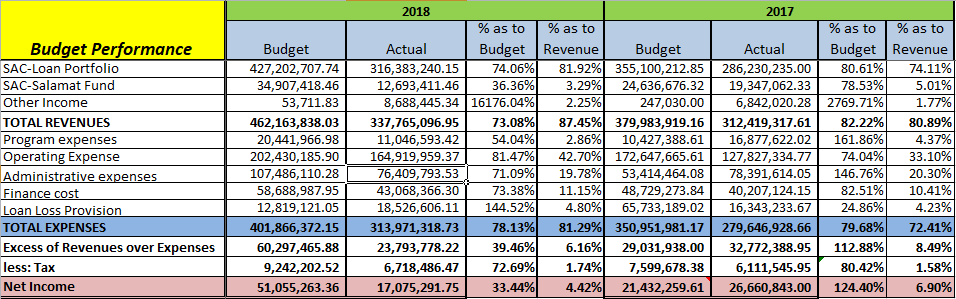 2018 2017
Budget Performance Budget Actual % as to Budget % as to Revenue Budget Actual % as to Budget % as to Revenue
SAC-Loan Portfolio 427,202,707.74 316,383,240.15 74.06% 81.92% 355,100,212.85 286,230,235.00 80.61% 74.11%
SAC-Salamat Fund 34,907,418.46 12,693,411.46 36.36% 3.29% 24,636,676.32 19,347,062.33 78.53% 5.01%
Other Income 53,711.83 8,688,445.34 16176.04% 2.25% 247,030.00 6,842,020.28 2769.71% 1.77%
TOTAL REVENUES 462,163,838.03 337,765,096.95 73.08% 87.45% 379,983,919.16 312,419,317.61 82.22% 80.89%
Program expenses 20,441,966.98 11,046,593.42 54.04% 2.86% 10,427,388.61 16,877,622.02 161.86% 4.37%
Operating Expense 202,430,185.90 164,919,959.37 81.47% 42.70% 172,647,665.61 127,827,334.77 74.04% 33.10%
Administrative expenses 107,486,110.28 76,409,793.53 71.09% 19.78% 53,414,464.08 78,391,614.05 146.76% 20.30%
Finance cost 58,688,987.95 43,068,366.30 73.38% 11.15% 48,729,273.84 40,207,124.15 82.51% 10.41%
Loan Loss Provision 12,819,121.05 18,526,606.11 144.52% 4.80% 65,733,189.02 16,343,233.67 24.86% 4.23%
TOTAL EXPENSES 401,866,372.15 313,971,318.73 78.13% 81.29% 350,951,981.17 279,646,928.66 79.68% 72.41%
Excess of Revenues over Expenses 60,297,465.88 23,793,778.22 39.46% 6.16% 29,031,938.00 32,772,388.95 112.88% 8.49%
less: Tax 9,242,202.52 6,718,486.47 72.69% 1.74% 7,599,678.38 6,111,545.95 80.42% 1.58%
Net Income 51,055,263.36 17,075,291.75 33.44% 4.42% 21,432,259.61 26,660,843.00 124.40% 6.90%